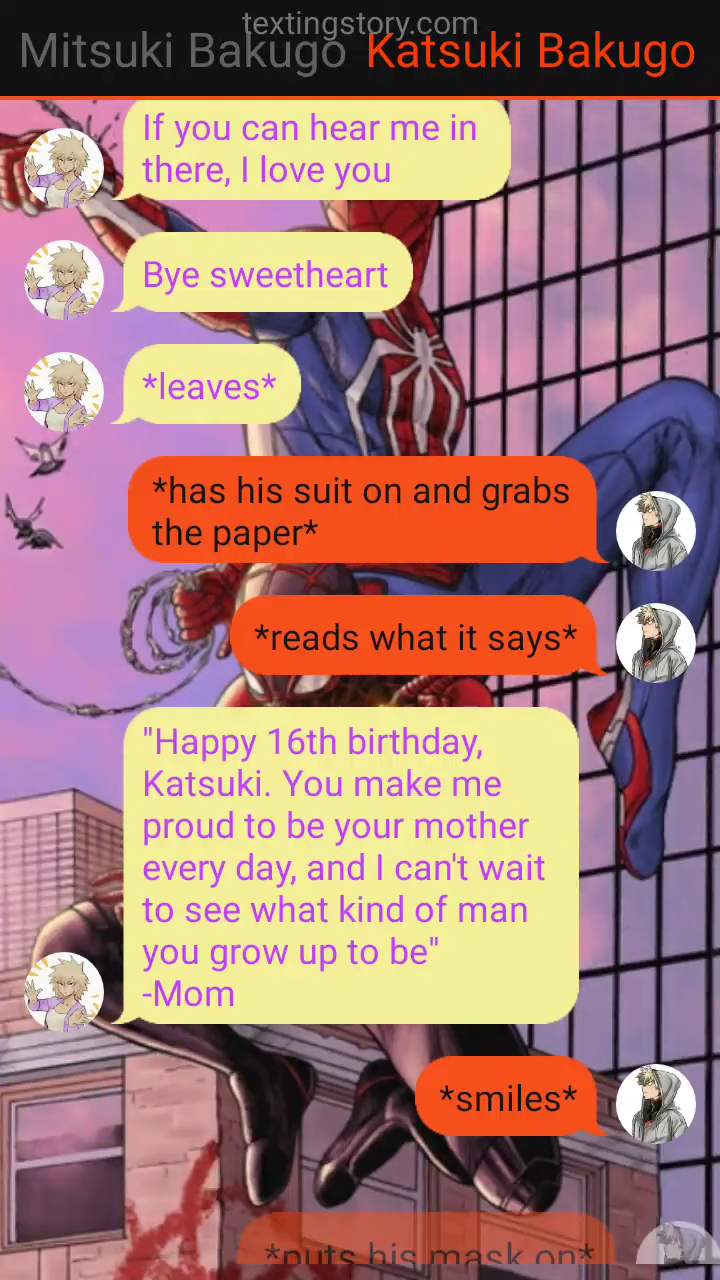 textingstory.com
Mitsuki Bakugo Katsuki Bakugo
If you can hear me in
there, I love you
Bye sweetheart
*leaves*
*has his suit on and grabs
the paper*
*reads what it says*
"Happy 16th birthday,
Katsuki. You make me
proud to be your mother
every day, and I can't wait
to see what kind of man
you grow up to be"
-Mom
*smiles*
*puts his mask on*